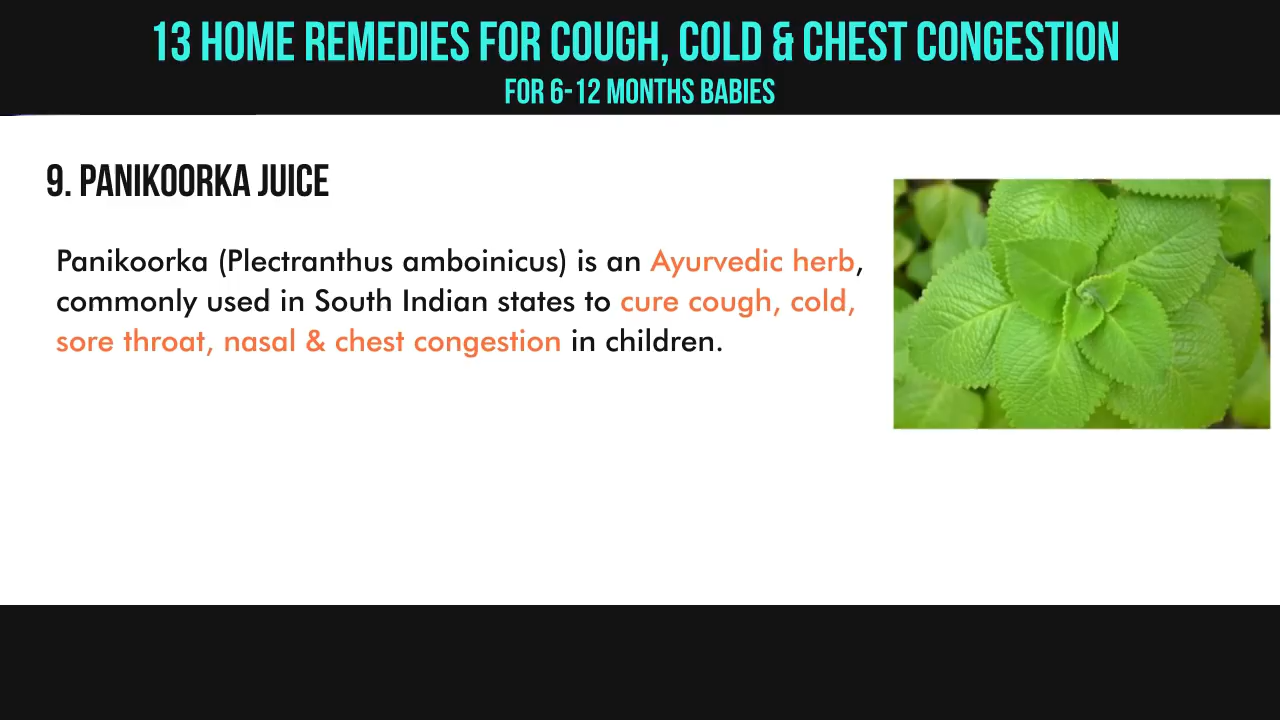 13 HOME REMEDIES FOR COUGH, COLD & CHEST CONGESTION
FOR 6-12 MONTHS BABIES
9. PANIKOORKA JUICE
Panikoorka (Plectranthus amboinicus) is an Ayurvedic herb,
commonly used in South Indian states to cure cough, cold,
sore throat, nasal & chest congestion in children.